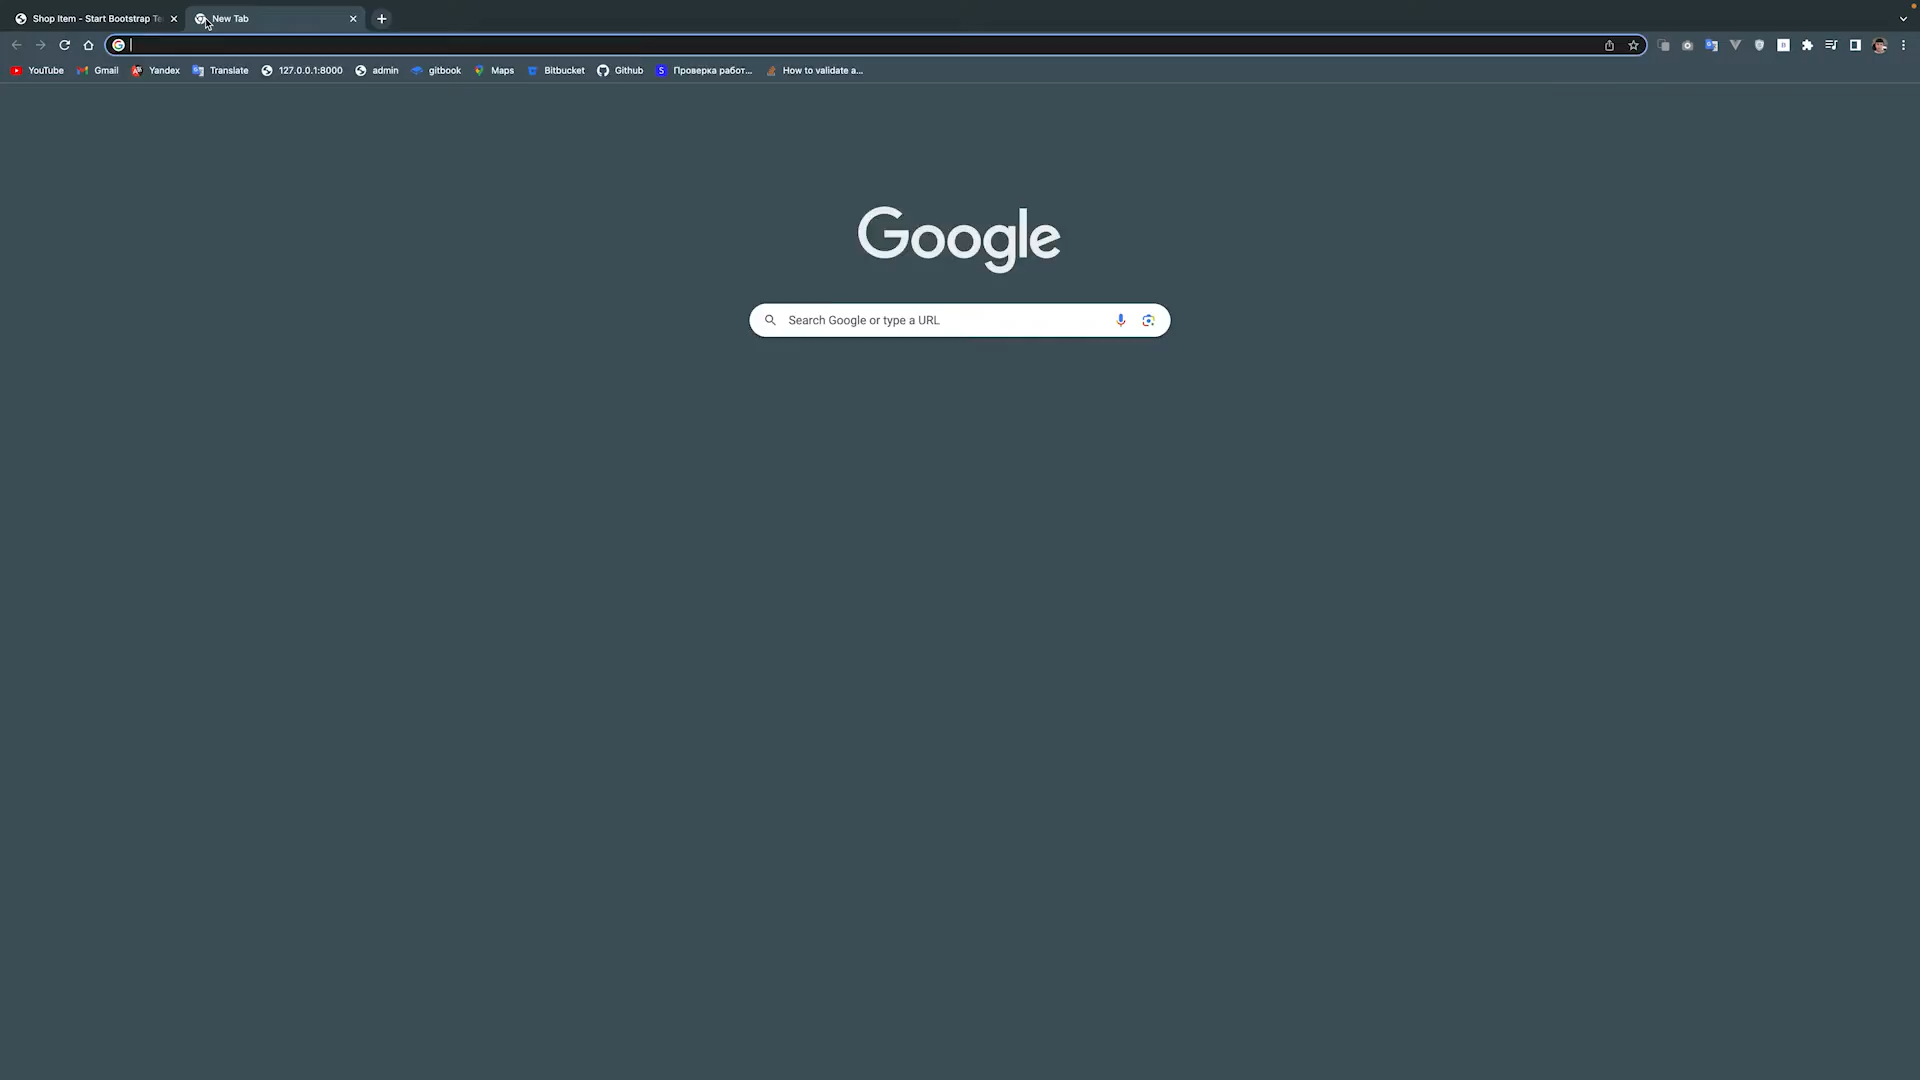 Shop Item - Start Bootstrap Te
New Tab
YouTube Gmail Yandex Translate 127.0.0.1:8000 admin gitbook Maps Bitbucket Github Проверка работ... How to validate a...
Google
Search Google or type a URL